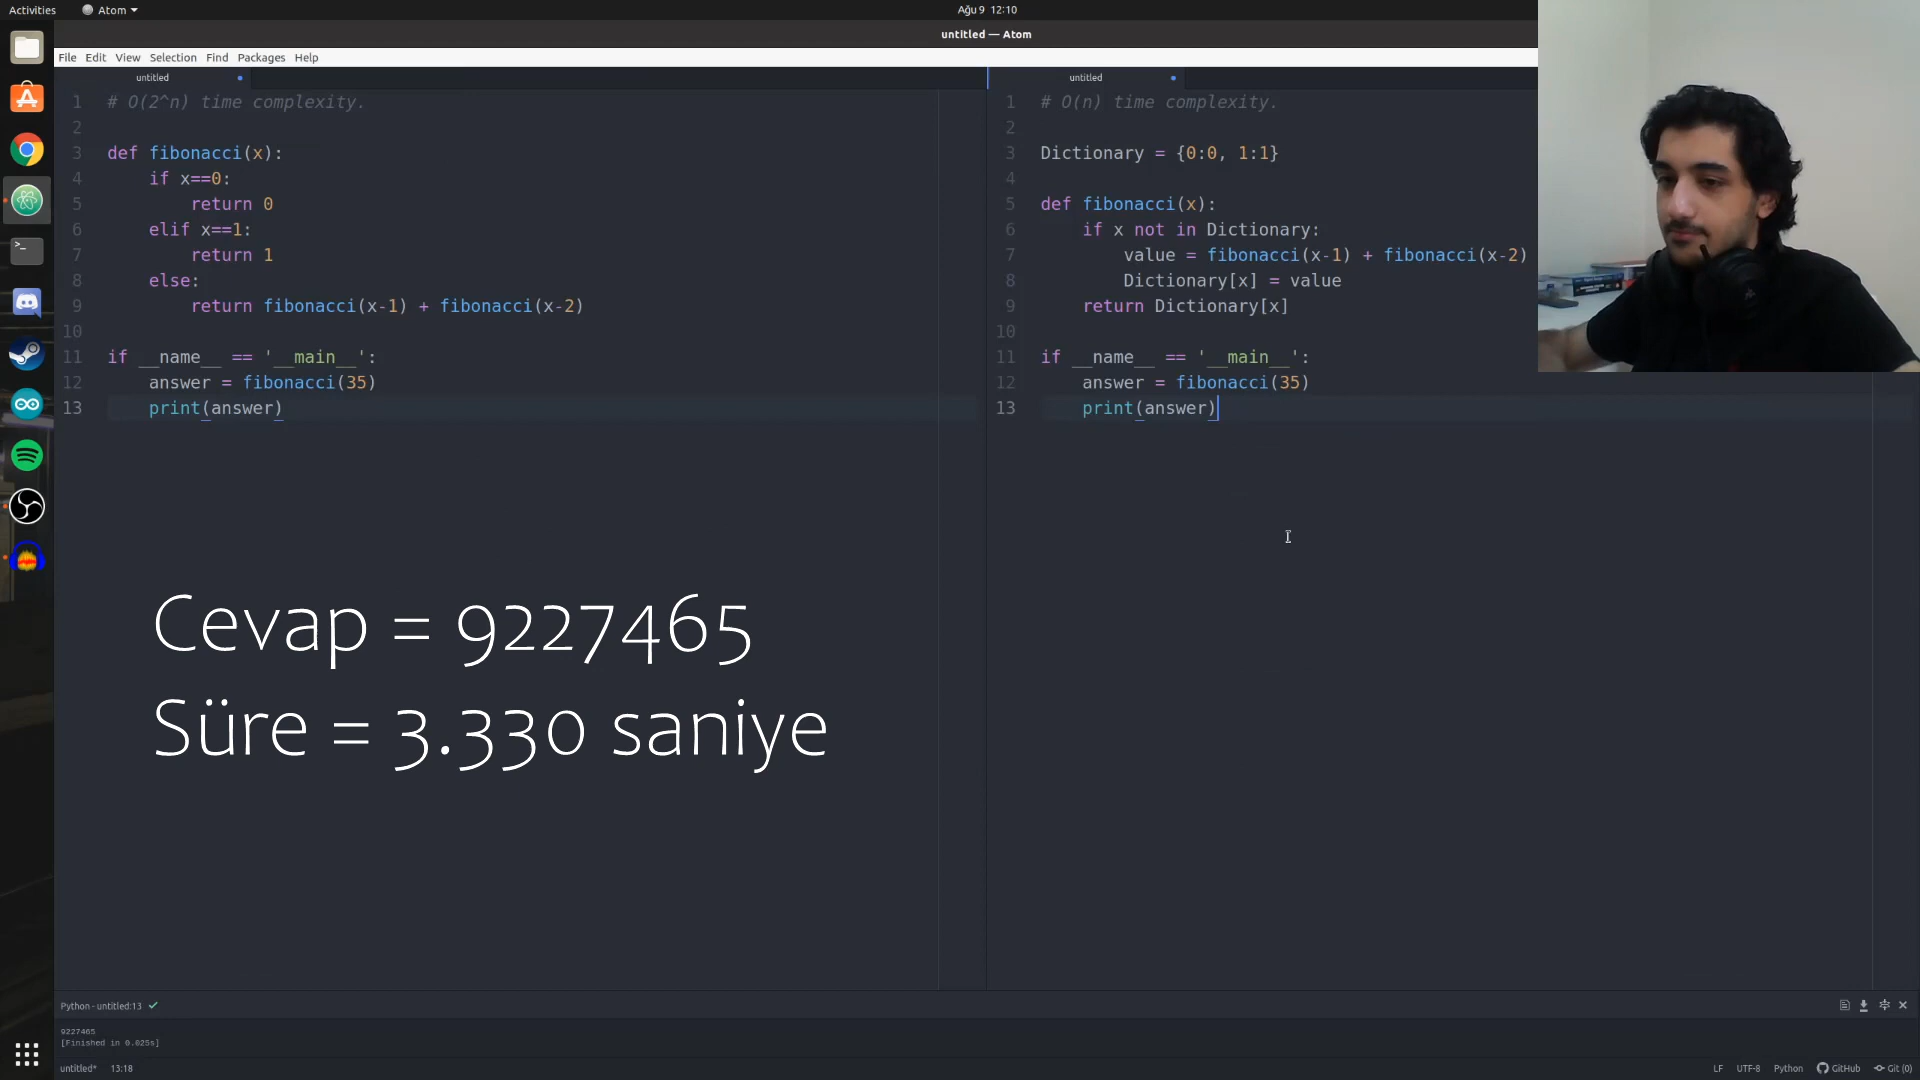 Activities
Atom
Ağu 9 12:10
untitled — Atom
File Edit View Selection Find Packages Help
untitled
1 # O(2^n) time complexity.
2
3 def fibonacci(x):
4 if x==0:
5 return 0
6 elif x==1:
7 return 1
8 else:
9 return fibonacci(x-1) + fibonacci(x-2)
10
11 if __name__ == '__main__':
12 answer = fibonacci(35)
13 print(answer)
Cevap = 9227465
Süre = 3.330 saniye
untitled
1 # O(n) time complexity.
2
3 Dictionary = {0:0, 1:1}
4
5 def fibonacci(x):
6 if x not in Dictionary:
7 value = fibonacci(x-1) + fibonacci(x-2)
8 Dictionary[x] = value
9 return Dictionary[x]
10
11 if __name__ == '__main__':
12 answer = fibonacci(35)
13 print(answer)
Python - untitled:13
9227465
[Finished in 0.025s]
untitled* 13:18
LF UTF-8 Python GitHub Git (0)